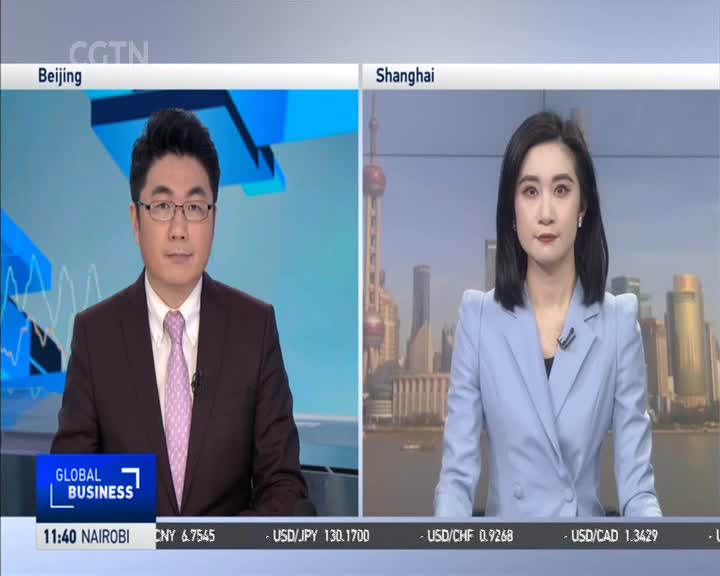 CGTN
Beijing
Shanghai
GLOBAL
BUSINESS
11:40 NAIROBI
CNY 6.7545 - USD/JPY 130.1700 - USD/CHF 0.9268 - USD/CAD 1.3429 -